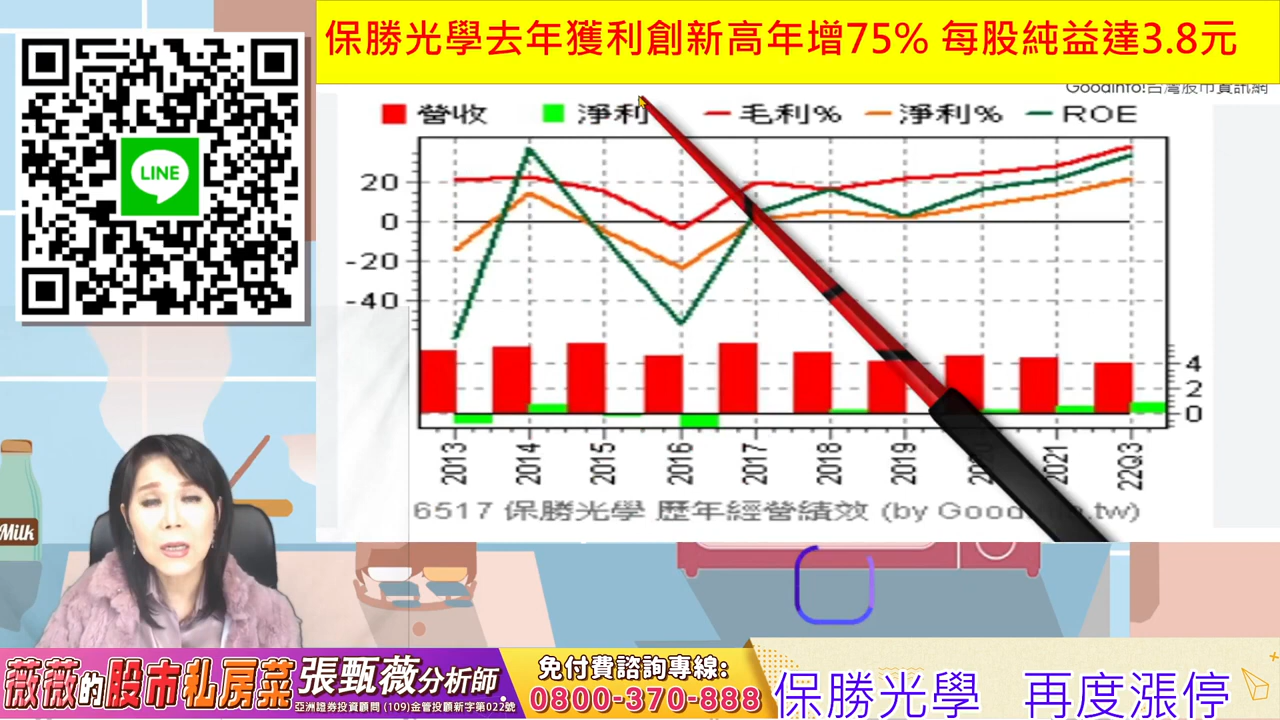 保勝光學去年獲利創新高年增75% 每股純益達3.8元
Goodinfo!台灣股市資訊網
營收 淨利 毛利% 淨利% ROE
20
0
-20
-40
4
2
0
2013 2014 2015 2016 2017 2018 2019 2021 22Q3
6517 保勝光學 歷年經營績效 (by Good .tw)
LINE
Milk
薇薇的股市私房菜
張甄薇分析師
亞洲證券投資顧問 (109)金管投顧新字第022號
免付費諮詢專線:
0800-370-888
保勝光學 再度漲停